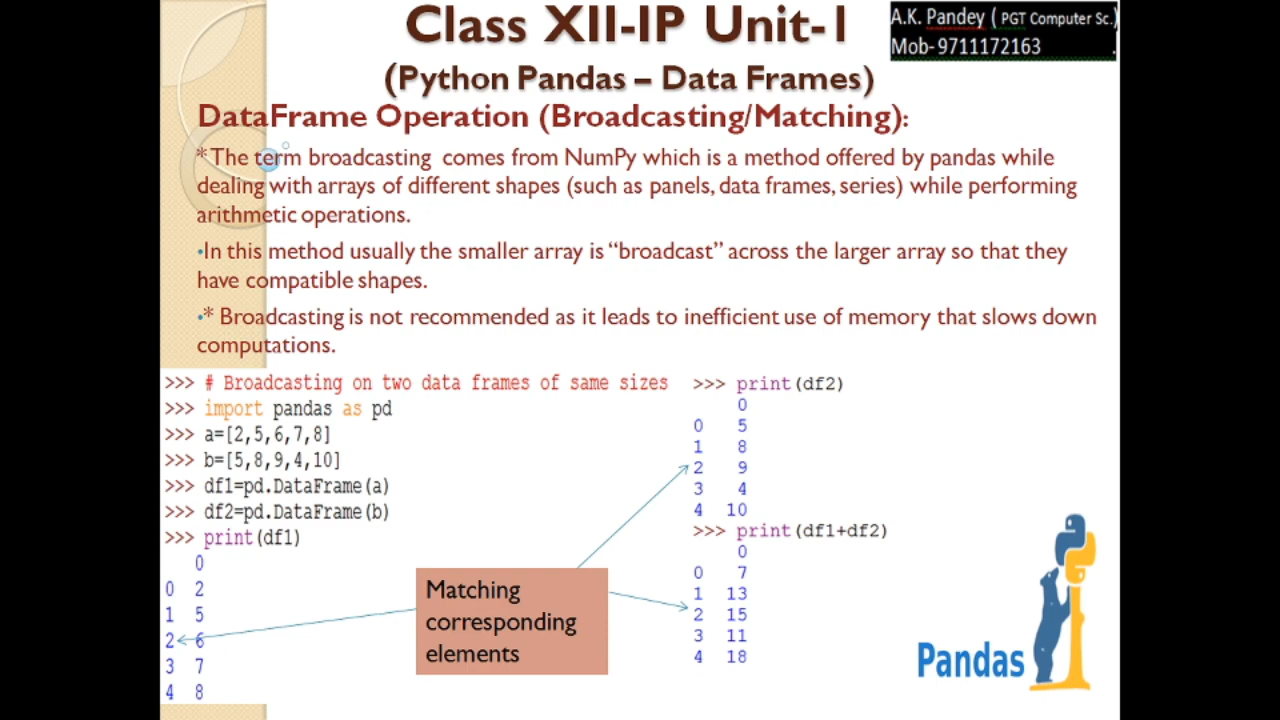 Class XII-IP Unit-1
A.K. Pandey ( PGT Computer Sc.)
Mob- 9711172163 .
(Python Pandas – Data Frames)
DataFrame Operation (Broadcasting/Matching):
* The term broadcasting comes from NumPy which is a method offered by pandas while
dealing with arrays of different shapes (such as panels, data frames, series) while performing
arithmetic operations.
•In this method usually the smaller array is “broadcast” across the larger array so that they
have compatible shapes.
•* Broadcasting is not recommended as it leads to inefficient use of memory that slows down
computations.
>>> # Broadcasting on two data frames of same sizes
>>> import pandas as pd
>>> a=[2,5,6,7,8]
>>> b=[5,8,9,4,10]
>>> df1=pd.DataFrame(a)
>>> df2=pd.DataFrame(b)
>>> print(df1)
0
0 2
1 5
2 6
3 7
4 8
Matching
corresponding
elements
>>> print(df2)
0
0 5
1 8
2 9
3 4
4 10
>>> print(df1+df2)
0
0 7
1 13
2 15
3 11
4 18
Pandas